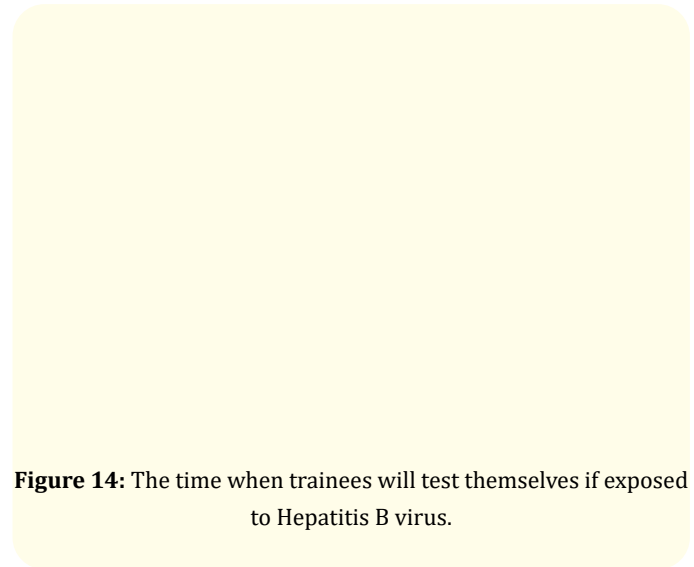 Figure 14: The time when trainees will test themselves if exposed
to Hepatitis B virus.